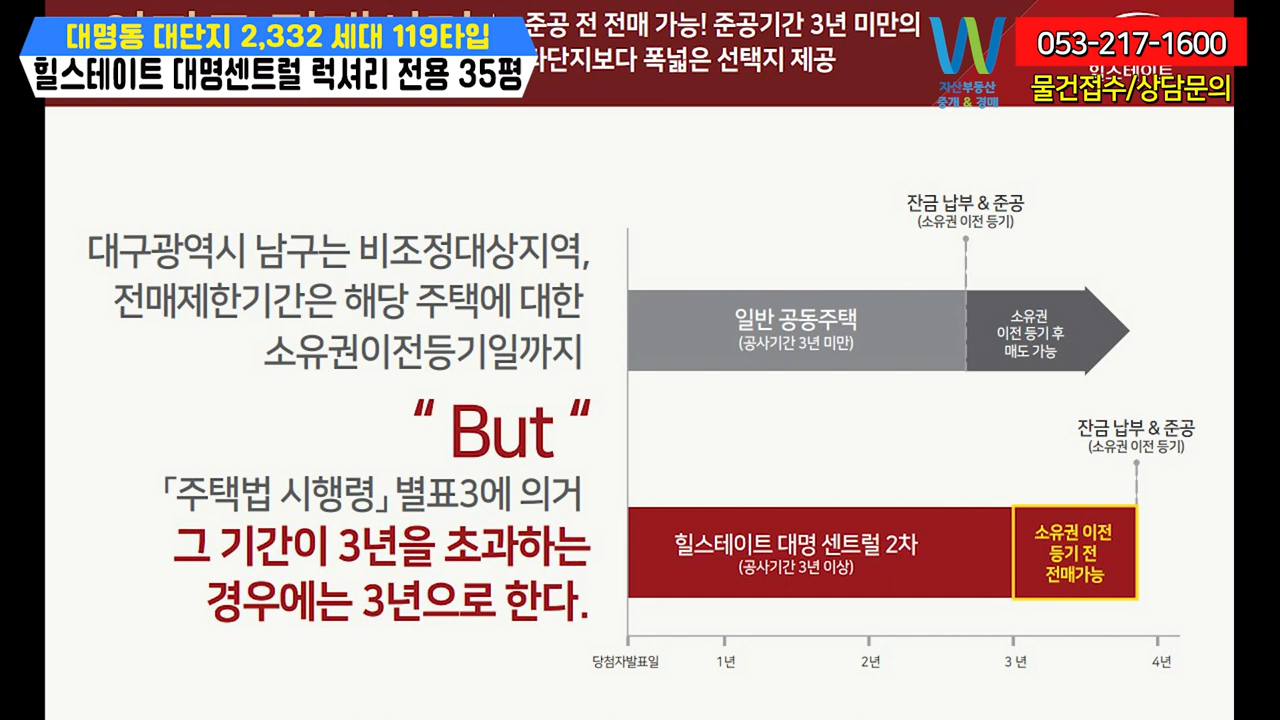 대명동 대단지 2,332 세대 119타입
힐스테이트 대명센트럴 럭셔리 전용 35평
준공 전 전매 가능! 준공기간 3년 미만의
보다 폭넓은 선택지 제공
자산부동산
중개 & 경매
053-217-1600
힐스테이트
물건접수/상담문의
대구광역시 남구는 비조정대상지역,
전매제한기간은 해당 주택에 대한
소유권이전등기일까지
“ But “
「주택법 시행령」 별표3에 의거
그 기간이 3년을 초과하는
경우에는 3년으로 한다.
잔금 납부 & 준공
(소유권 이전 등기)
일반 공동주택
(공사기간 3년 미만)
소유권
이전 등기 후
매도 가능
잔금 납부 & 준공
(소유권 이전 등기)
힐스테이트 대명 센트럴 2차
(공사기간 3년 이상)
소유권 이전
등기 전
전매가능
당첨자발표일 1년 2년 3 년 4년